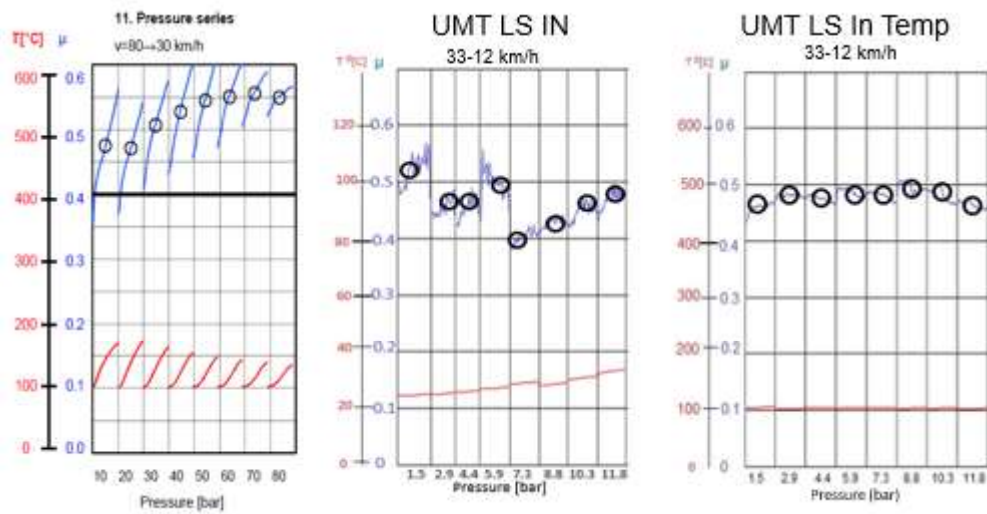 11. Pressure series
v=80→30 km/h
T[°C] μ
600 0.6
500 0.5
400 0.4
300 0.3
200 0.2
100 0.1
0 0.0
10 20 30 40 50 60 70 80
Pressure [bar]
UMT LS IN
33-12 km/h
T °[C] μ
120 0.6
100 0.5
80 0.4
60 0.3
40 0.2
20 0.1
0 0
1.5 2.9 4.4 5.9 7.3 8.8 10.3 11.8
Pressure [bar]
UMT LS In Temp
33-12 km/h
T °[C] μ
600 0.6
500 0.5
400 0.4
300 0.3
200 0.2
100 0.1
0 0
1.5 2.9 4.4 5.9 7.3 8.8 10.3 11.8
Pressure (bar)